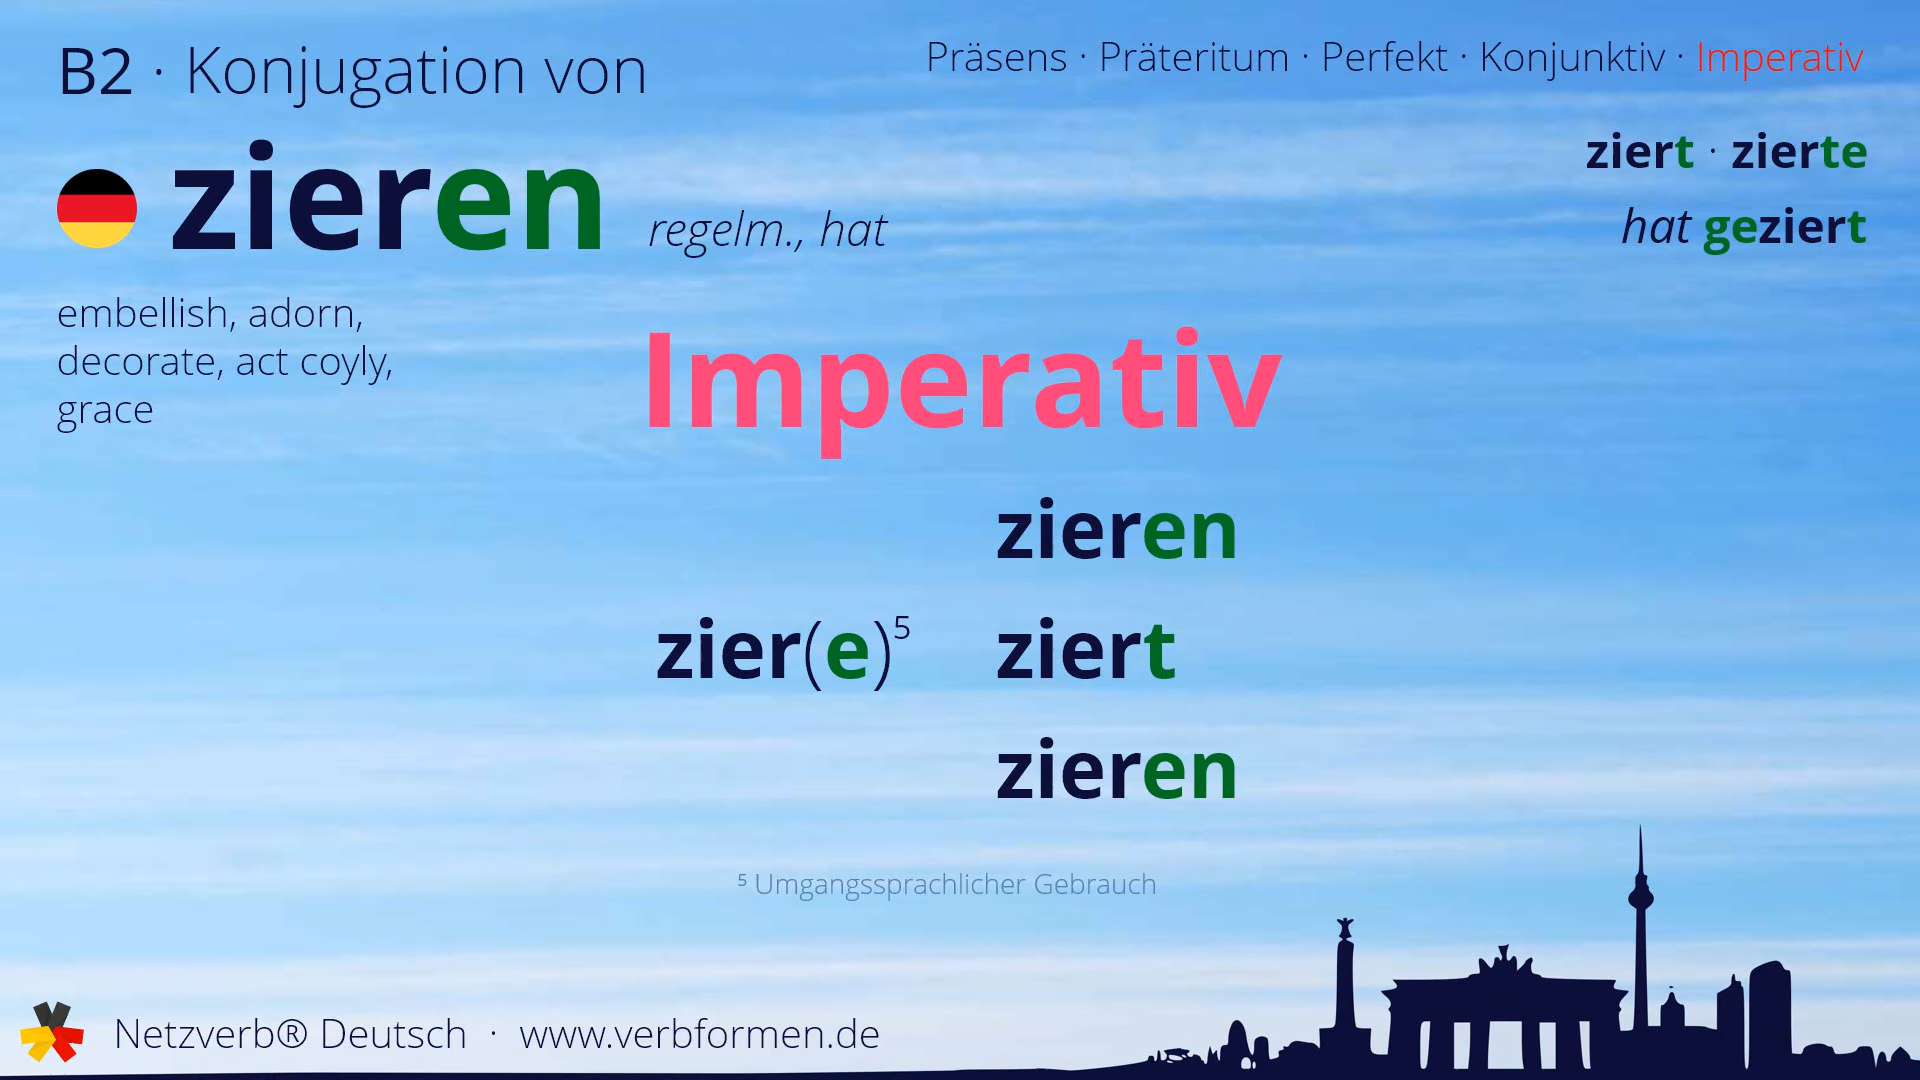 B2 · Konjugation von
Präsens · Präteritum · Perfekt · Konjunktiv · Imperativ
zieren regelm., hat
ziert · zierte
hat geziert
embellish, adorn,
decorate, act coyly,
grace
Imperativ
zieren
zier(e)⁵ ziert
zieren
⁵ Umgangssprachlicher Gebrauch
Netzverb® Deutsch · www.verbformen.de